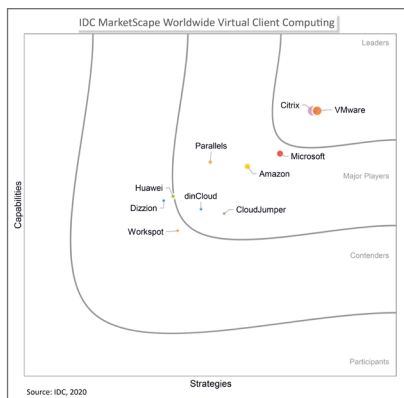 IDC MarketScape Worldwide Virtual Client Computing
Leaders
Citrix
VMware
Parallels
Microsoft
Amazon
Major Players
Huawei
dinCloud
Dizzion
CloudJumper
Workspot
Contenders
Participants
Capabilities
Strategies
Source: IDC, 2020